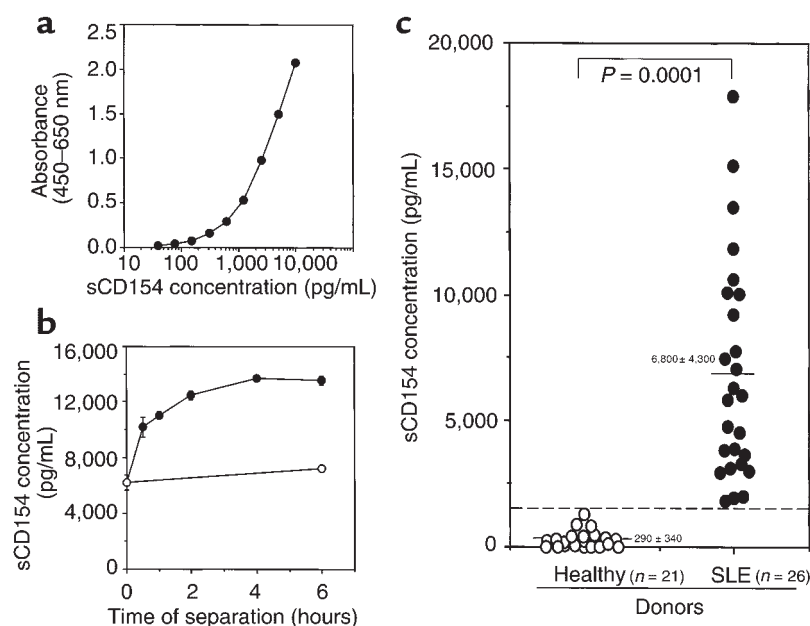 a
2.5
2.0
1.5
1.0
0.5
0.0
Absorbance
(450–650 nm)
10 100 1,000 10,000
sCD154 concentration (pg/mL)
b
16,000
12,000
8,000
4,000
0
sCD154 concentration
(pg/mL)
0 2 4 6
Time of separation (hours)
c
20,000
15,000
10,000
5,000
0
sCD154 concentration (pg/mL)
P = 0.0001
6,800 ± 4,300
290 ± 340
Healthy (n = 21) SLE (n = 26)
Donors